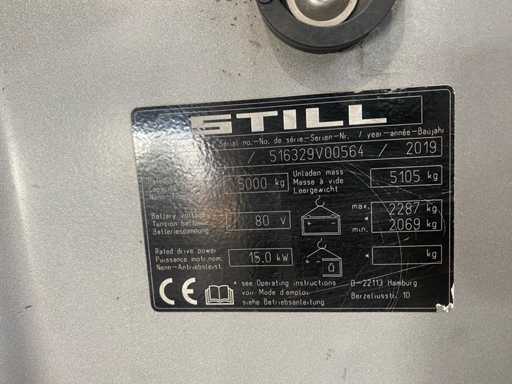 STILL
Serial no.-No. de série-Serien-Nr. / year-année-Baujahr
/ 516329V00564 / 2019
5000 kg
Unladen mass
Masse à vide
Leergewicht
5105 kg
Battery voltage
Tension batterie
Batteriespannung
80 V
max. 2287 kg
min. 2069 kg
Rated drive power
Puissance motr.nom.
Nenn-Antriebsleist.
15.0 kW
kg
CE
* see Operating instructions
voir Mode d'emploi
siehe Betriebsanleitung
D-22113 Hamburg
Berzeliusstr. 10